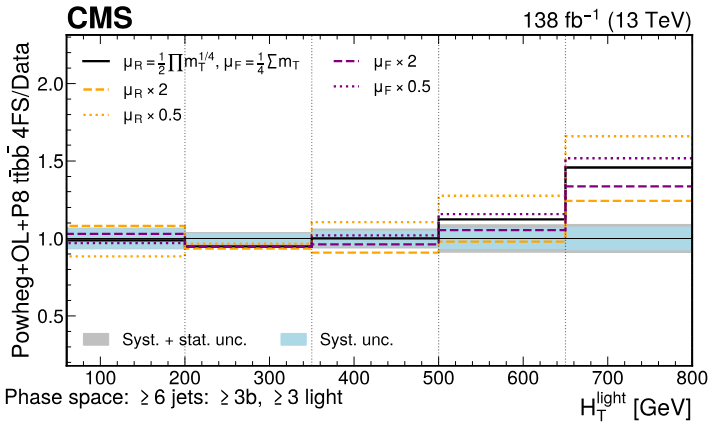 CMS 138 fb⁻¹ (13 TeV)
μR = ½ ∏ mT^1/4, μF = ¼ ∑ mT
μR × 2
μR × 0.5
μF × 2
μF × 0.5
Powheg+OL+P8 tt̄bb̄ 4FS/Data
2.0
1.5
1.0
0.5
Syst. + stat. unc.
Syst. unc.
100 200 300 400 500 600 700 800
Phase space: ≥ 6 jets: ≥ 3b, ≥ 3 light
HT^light [GeV]